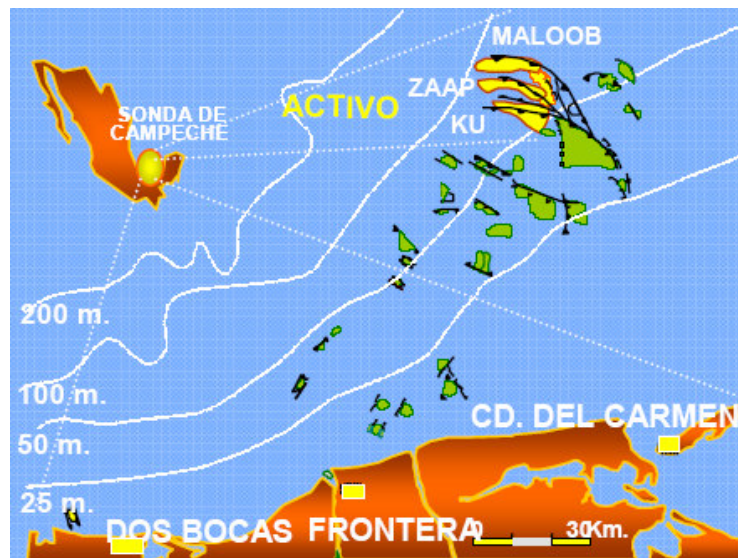 MALOOB
ZAAP
KU
ACTIVO
SONDA DE
CAMPECHE
200 m.
100 m.
50 m.
25 m.
CD. DEL CARMEN
DOS BOCAS
FRONTERA
0 30Km.